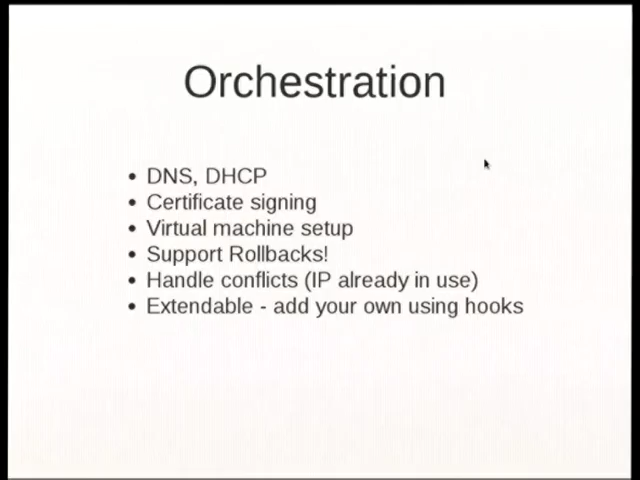 Orchestration
• DNS, DHCP
• Certificate signing
• Virtual machine setup
• Support Rollbacks!
• Handle conflicts (IP already in use)
• Extendable - add your own using hooks